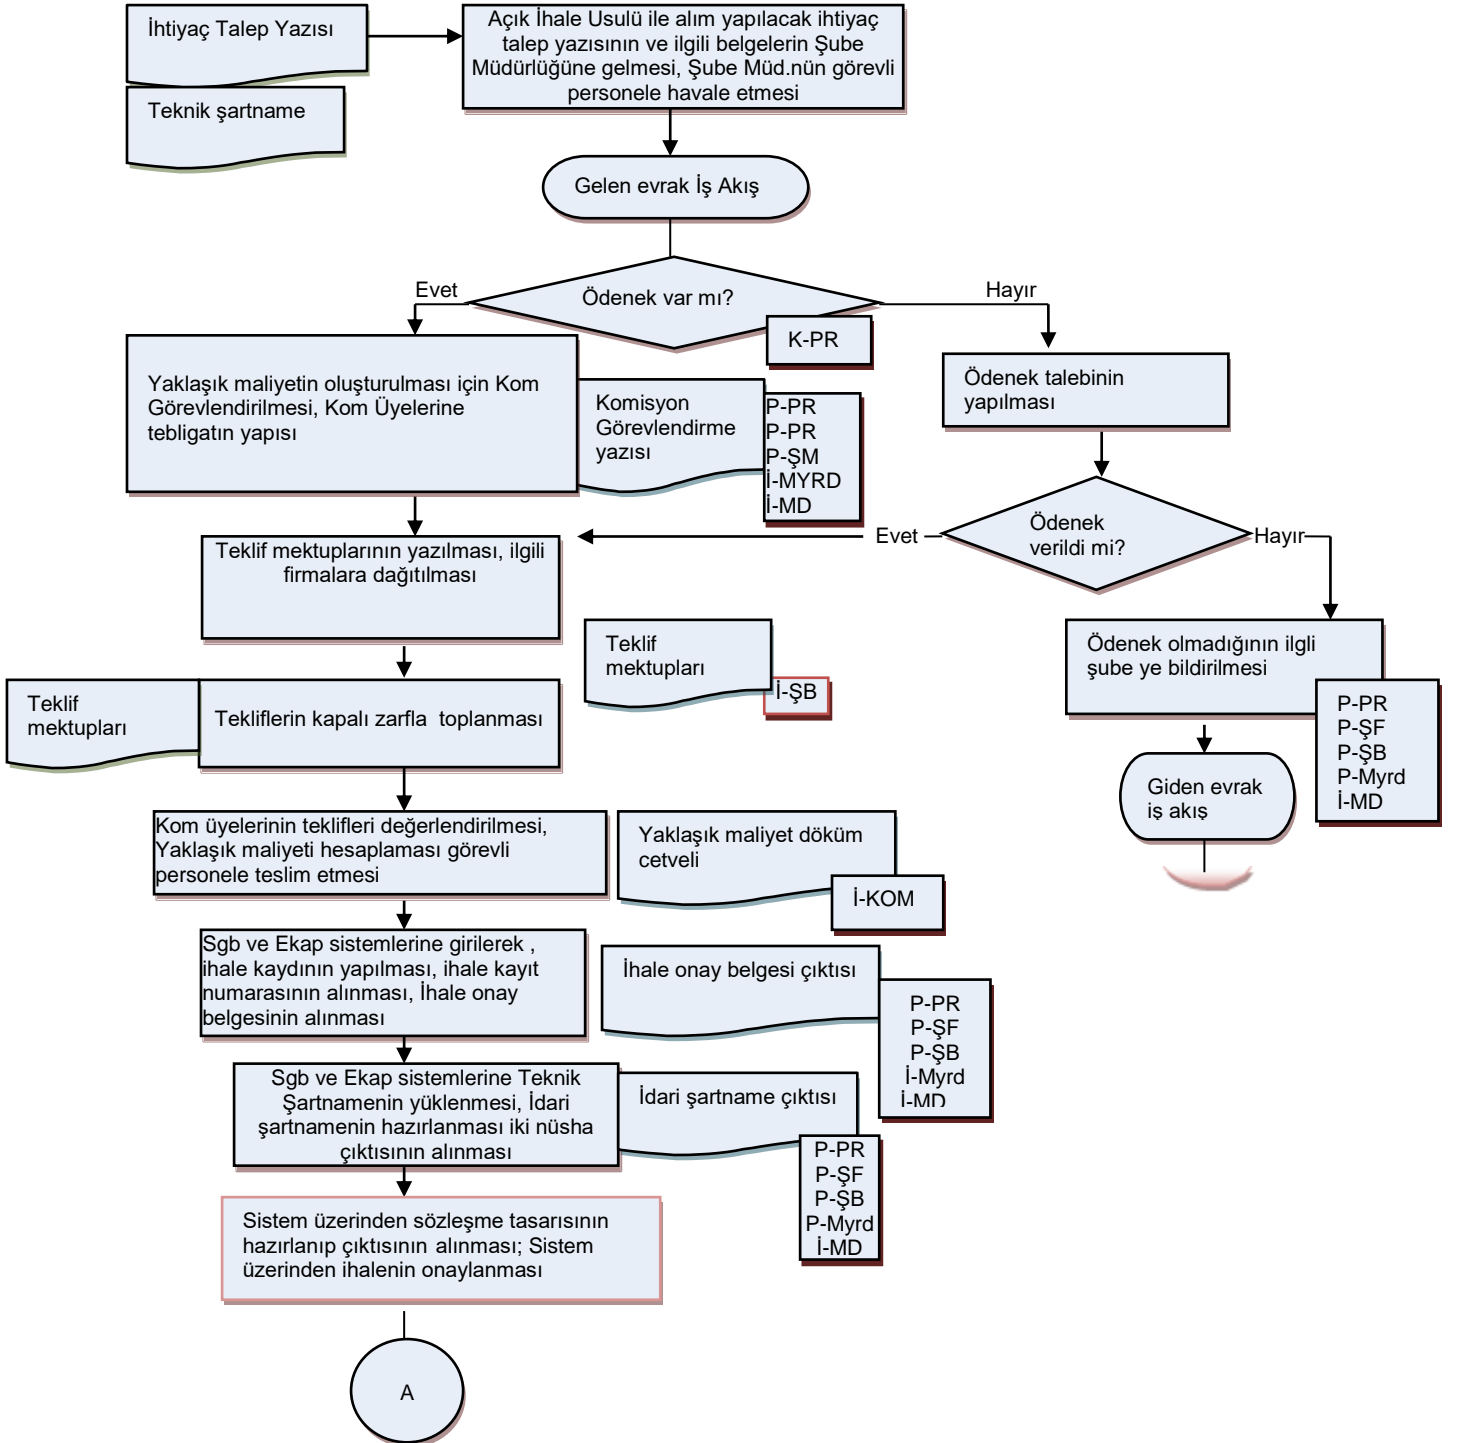 İhtiyaç Talep Yazısı
Teknik şartname
Açık İhale Usulü ile alım yapılacak ihtiyaç
talep yazısının ve ilgili belgelerin Şube
Müdürlüğüne gelmesi, Şube Müd.nün görevli
personele havale etmesi
Gelen evrak İş Akış
Ödenek var mı?
Evet
Hayır
K-PR
Yaklaşık maliyetin oluşturulması için Kom
Görevlendirilmesi, Kom Üyelerine
tebligatın yapısı
Komisyon
Görevlendirme
yazısı
P-PR
P-PR
P-ŞM
İ-MYRD
İ-MD
Ödenek talebinin
yapılması
Ödenek
verildi mi?
Evet
Hayır
Teklif mektuplarının yazılması, ilgili
firmalara dağıtılması
Teklif
mektupları
İ-ŞB
Ödenek olmadığının ilgli
şube ye bildirilmesi
P-PR
P-ŞF
P-ŞB
P-Myrd
İ-MD
Giden evrak
iş akış
Teklif
mektupları
Tekliflerin kapalı zarfla toplanması
Kom üyelerinin teklifleri değerlendirilmesi,
Yaklaşık maliyeti hesaplaması görevli
personele teslim etmesi
Yaklaşık maliyet döküm
cetveli
İ-KOM
Sgb ve Ekap sistemlerine girilerek ,
ihale kaydının yapılması, ihale kayıt
numarasının alınması, İhale onay
belgesinin alınması
İhale onay belgesi çıktısı
P-PR
P-ŞF
P-ŞB
İ-Myrd
İ-MD
Sgb ve Ekap sistemlerine Teknik
Şartnamenin yüklenmesi, İdari
şartnamenin hazırlanması iki nüsha
çıktısının alınması
İdari şartname çıktısı
P-PR
P-ŞF
P-ŞB
P-Myrd
İ-MD
Sistem üzerinden sözleşme tasarısının
hazırlanıp çıktısının alınması; Sistem
üzerinden ihalenin onaylanması
A